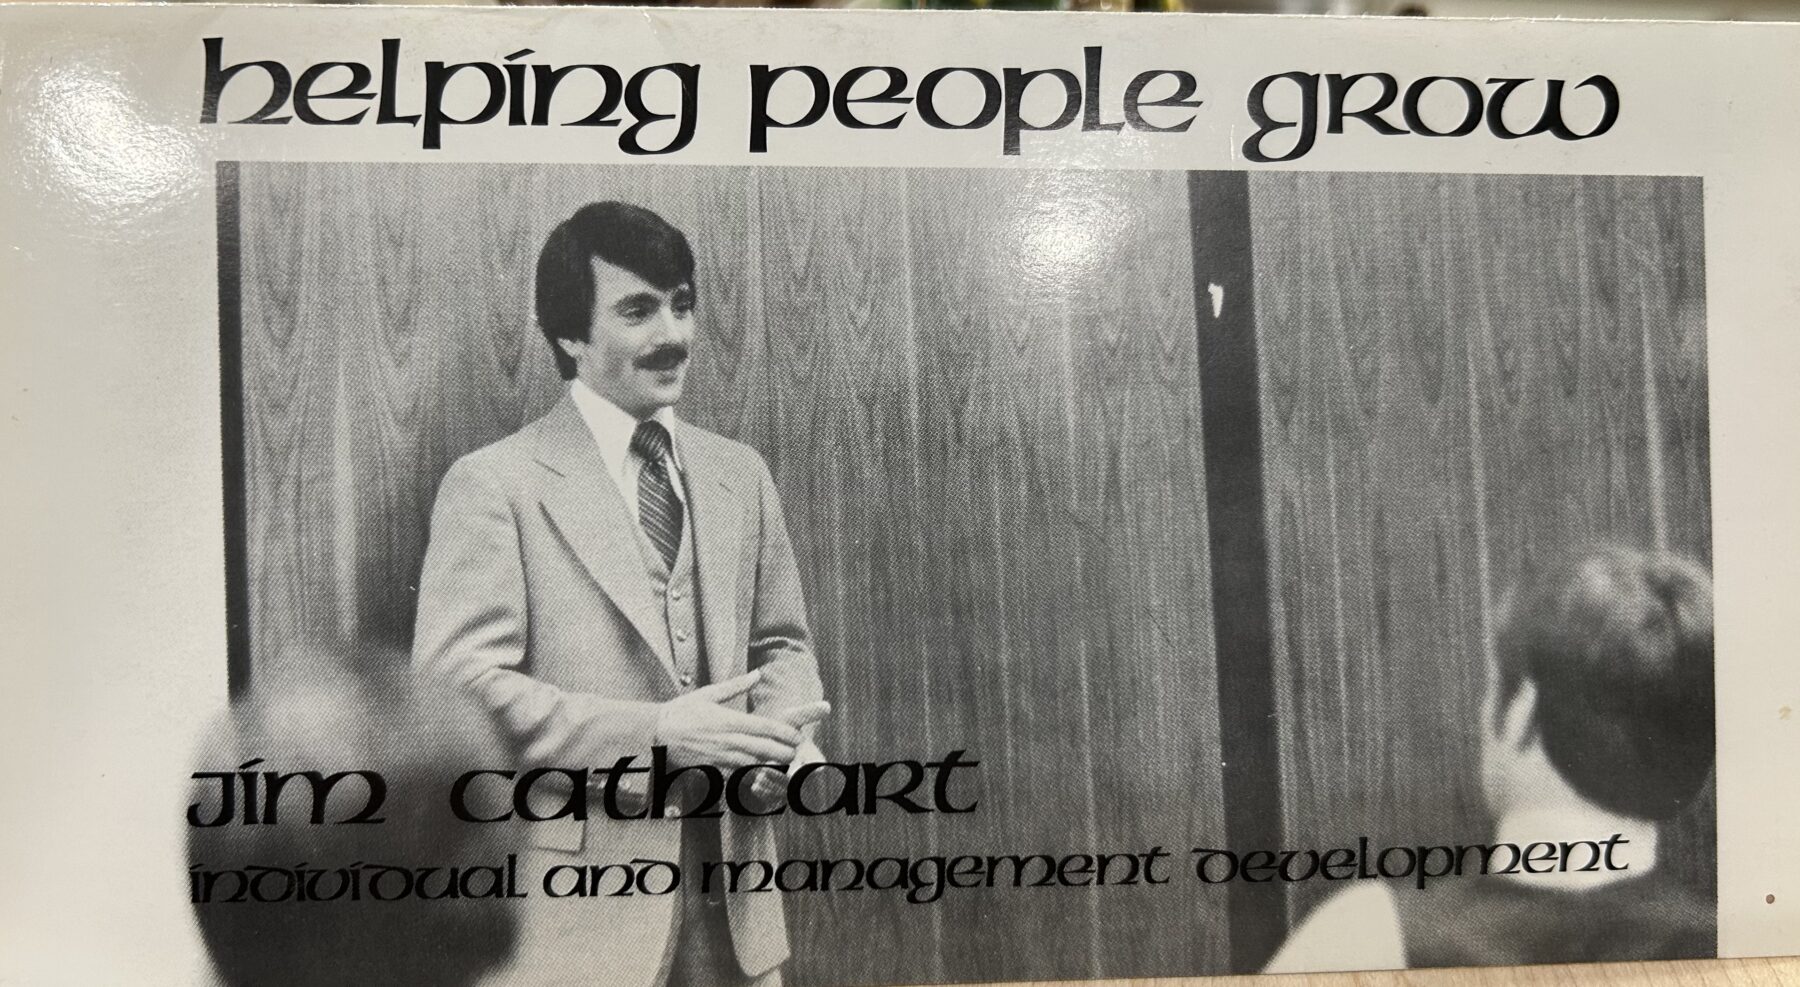 helping people grow
Jim cathcart
individual and management development